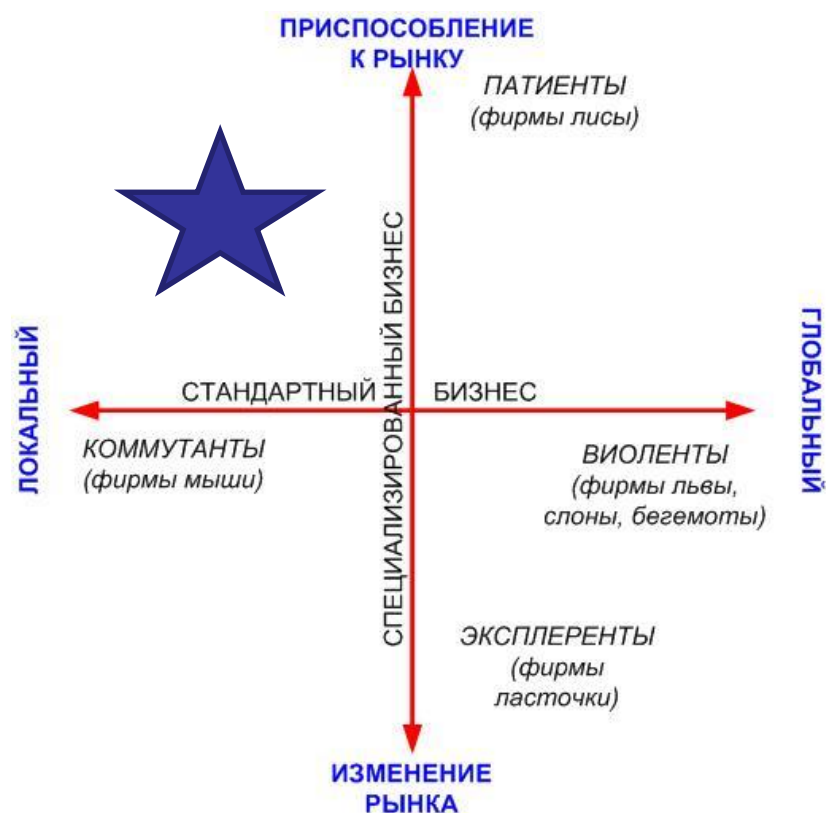 ПРИСПОСОБЛЕНИЕ
К РЫНКУ
ПАТИЕНТЫ
(фирмы лисы)
СПЕЦИАЛИЗИРОВАННЫЙ БИЗНЕС
ЛОКАЛЬНЫЙ
ГЛОБАЛЬНЫЙ
СТАНДАРТНЫЙ БИЗНЕС
КОММУТАНТЫ
(фирмы мыши)
ВИОЛЕНТЫ
(фирмы львы,
слоны, бегемоты)
ЭКСПЛЕРЕНТЫ
(фирмы
ласточки)
ИЗМЕНЕНИЕ
РЫНКА